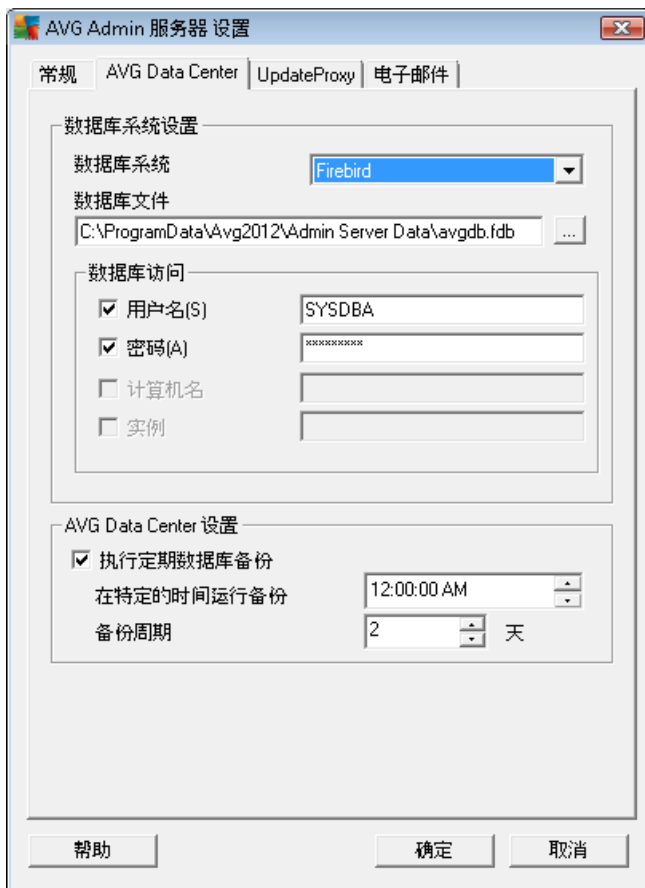 AVG Admin 服务器 设置
常规 AVG Data Center UpdateProxy 电子邮件
数据库系统设置
数据库系统 Firebird
数据库文件
C:\ProgramData\Avg2012\Admin Server Data\avgdb.fdb ...
数据库访问
用户名(S) SYSDBA
密码(A) *********
计算机名
实例
AVG Data Center 设置
执行定期数据库备份
在特定的时间运行备份 12:00:00 AM
备份周期 2 天
帮助 确定 取消